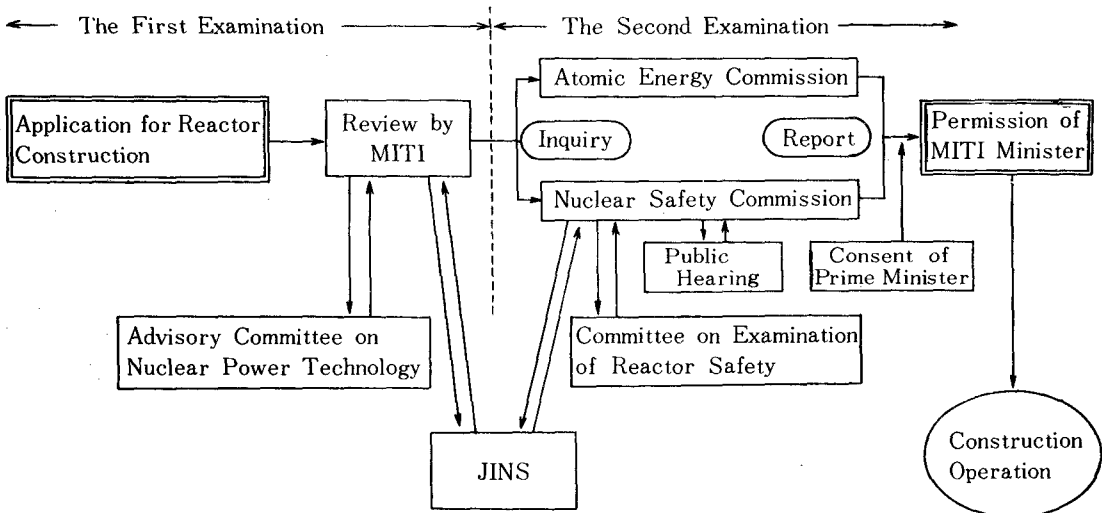 The First Examination
The Second Examination
Application for Reactor
Construction
Review by
MITI
Atomic Energy Commission
Inquiry
Report
Nuclear Safety Commission
Permission of
MITI Minister
Public
Hearing
Consent of
Prime Minister
Advisory Committee on
Nuclear Power Technology
Committee on Examination
of Reactor Safety
JINS
Construction
Operation